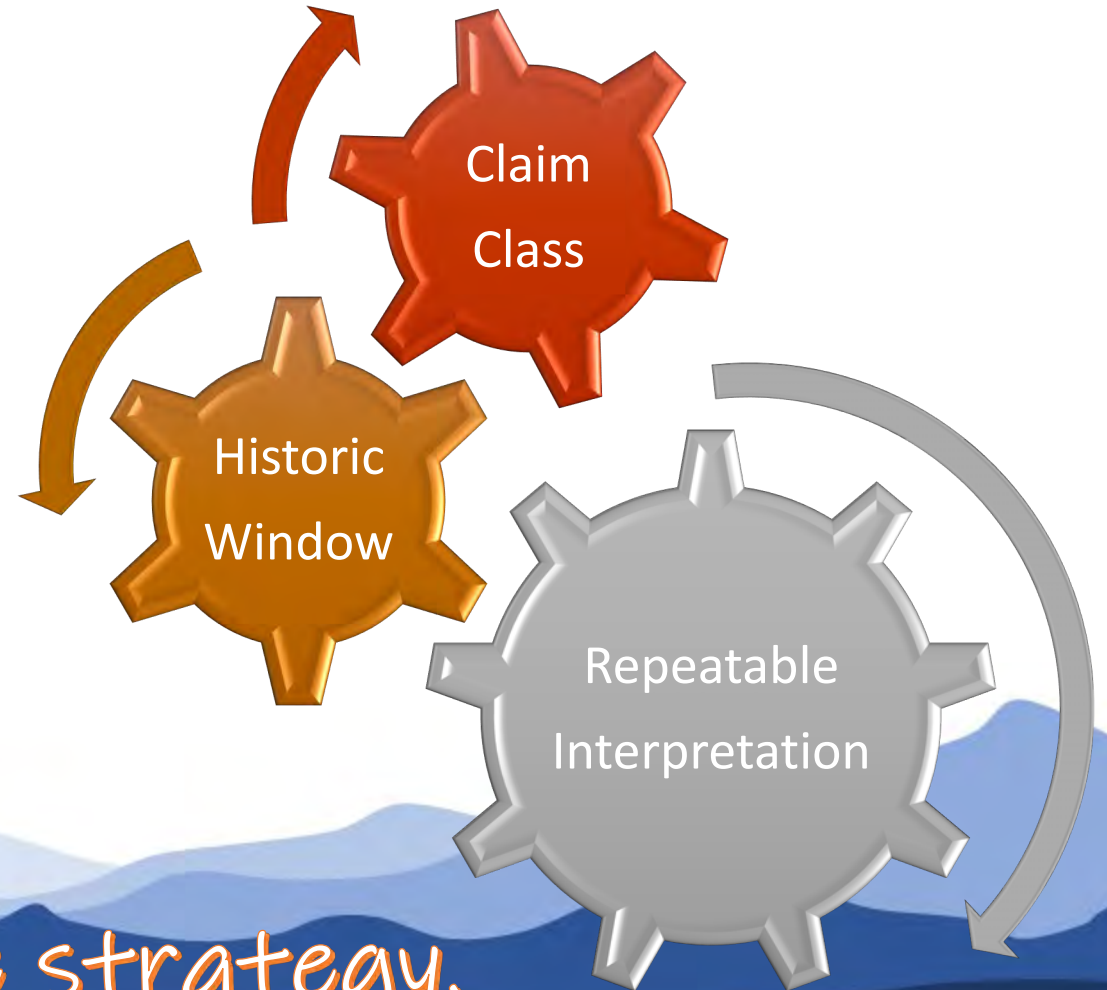 Claim
Class
Historic
Window
Repeatable
Interpretation
strategy.